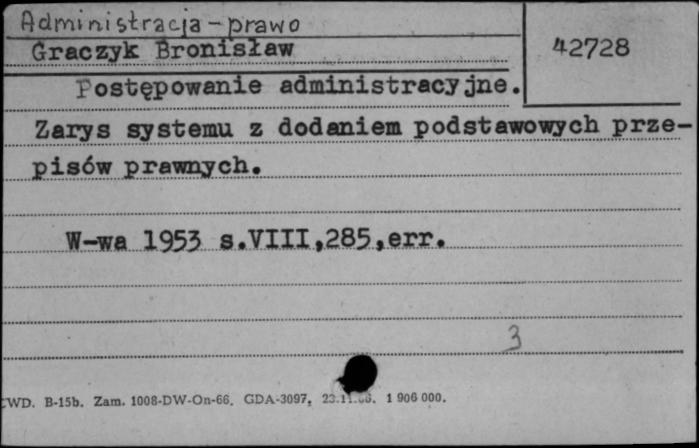 Administracja - prawo
Graczyk Bronisław
42728
Postępowanie administracyjne.
Zarys systemu z dodaniem podstawowych prze-
pisów prawnych.
W-wa 1953 s.VIII,285,err.
3
CWD. B-15b. Zam. 1008-DW-On-66. GDA-3097, 1 906 000.